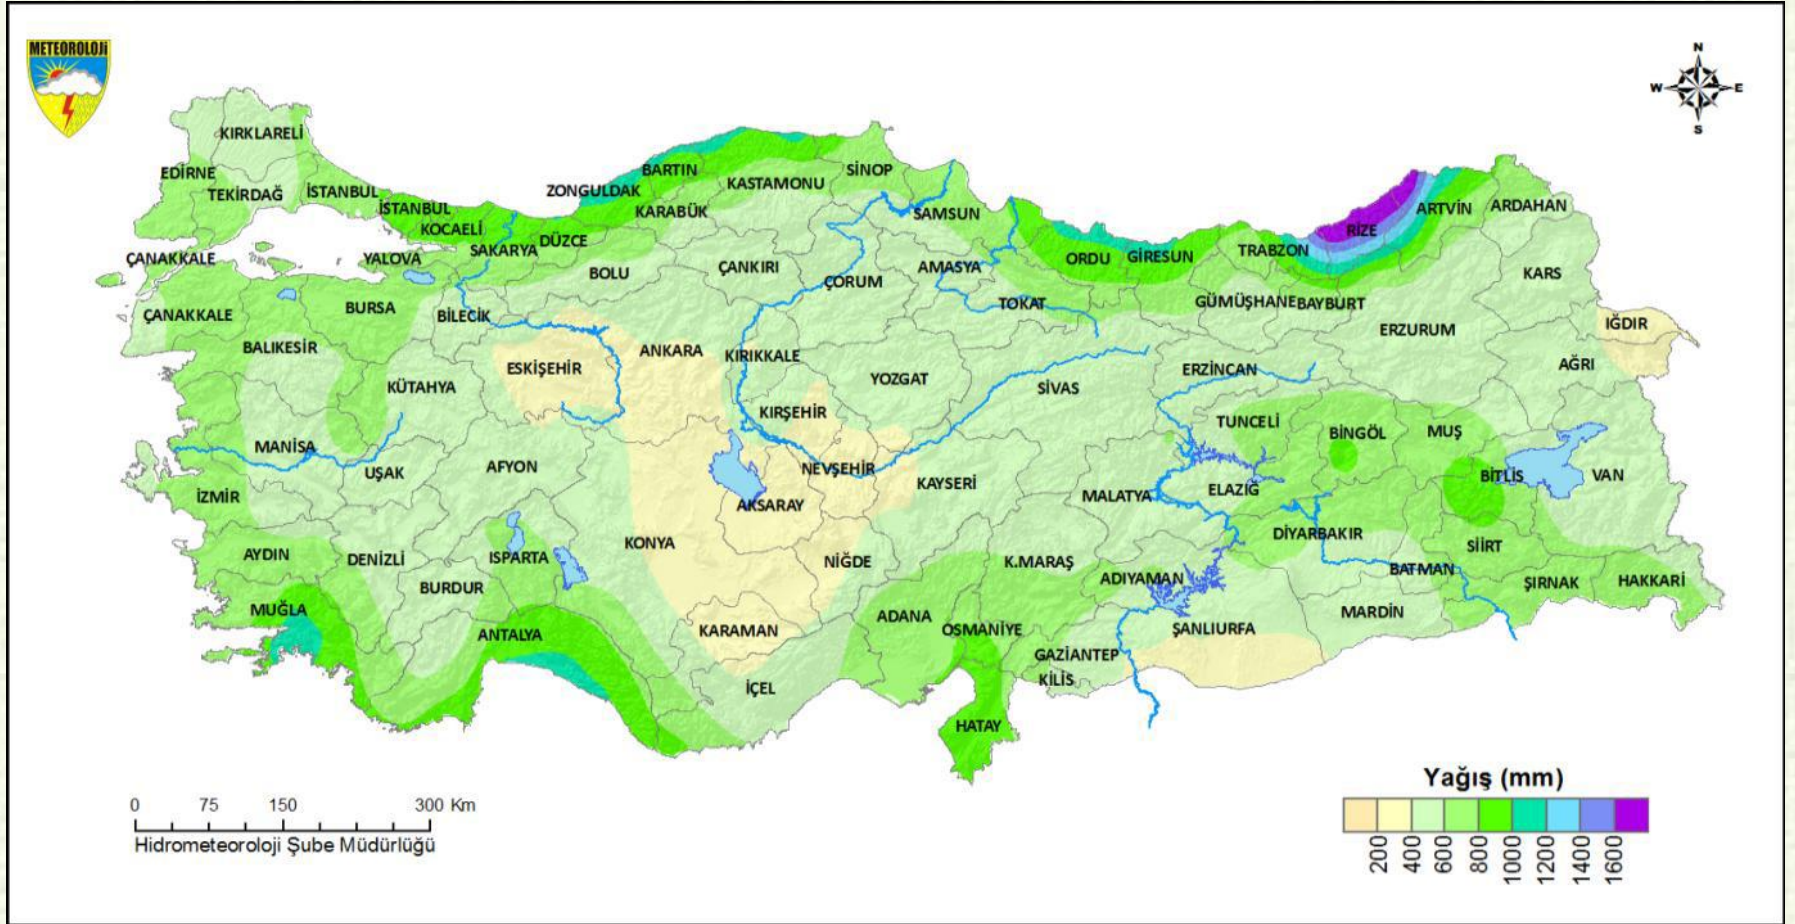 METEOROLOJİ
N
W E
S
KIRKLARELİ
EDİRNE
TEKİRDAĞ
İSTANBUL
İSTANBUL
KOCAELİ
ÇANAKKALE
YALOVA
SAKARYA
DÜZCE
ZONGULDAK
BARTIN
KARABÜK
KASTAMONU
SİNOP
SAMSUN
ORDU
GİRESUN
TRABZON
RİZE
ARTVİN
ARDAHAN
ÇANAKKALE
BURSA
BİLECİK
BOLU
ÇANKIRI
ÇORUM
AMASYA
TOKAT
GÜMÜŞHANE
BAYBURT
KARS
ERZURUM
IĞDIR
BALIKESİR
KÜTAHYA
ESKİŞEHİR
ANKARA
KIRIKKALE
YOZGAT
SİVAS
ERZİNCAN
AĞRI
KIRŞEHİR
TUNCELİ
BİNGÖL
MUŞ
MANİSA
UŞAK
AFYON
NEVŞEHİR
KAYSERİ
MALATYA
ELAZIĞ
BİTLİS
VAN
İZMİR
AKSARAY
AYDIN
DENİZLİ
ISPARTA
KONYA
NİĞDE
K.MARAŞ
DİYARBAKIR
SİİRT
BATMAN
ADIYAMAN
ŞIRNAK
HAKKARİ
BURDUR
MUĞLA
ANTALYA
KARAMAN
ADANA
OSMANİYE
ŞANLIURFA
MARDİN
GAZİANTEP
KİLİS
İÇEL
HATAY
0 75 150 300 Km
Hidrometeoroloji Şube Müdürlüğü
Yağış (mm)
200 400 600 800 1000 1200 1400 1600